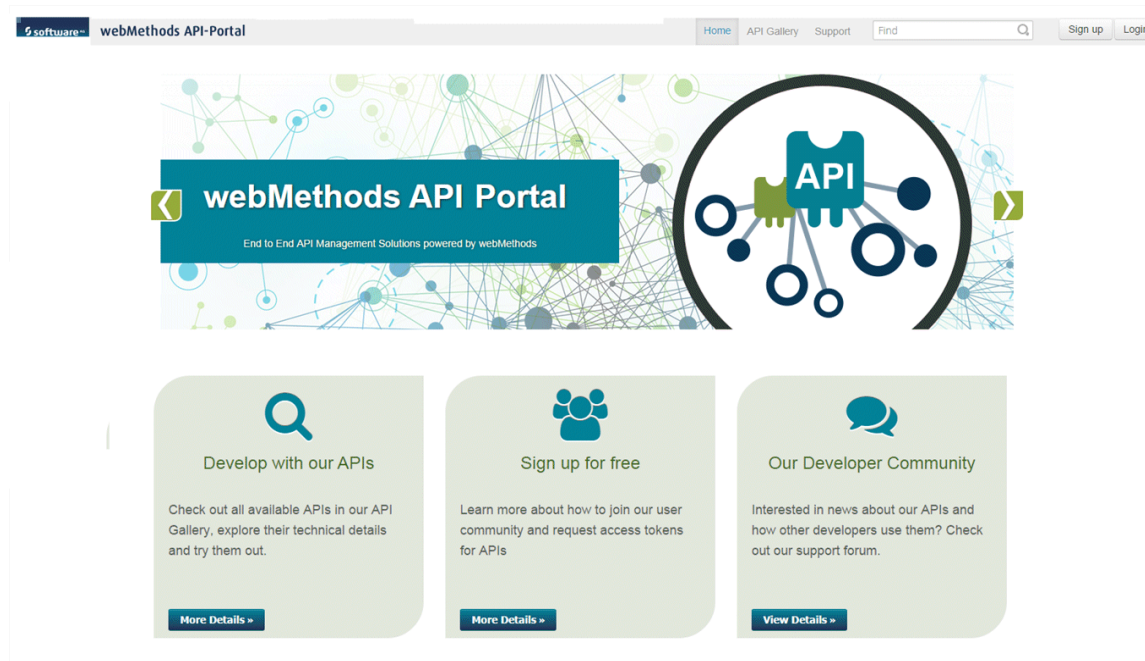 software AG webMethods API-Portal Home API Gallery Support Find Sign up Login
API
webMethods API Portal
End to End API Management Solutions powered by webMethods
Develop with our APIs
Check out all available APIs in our API
Gallery, explore their technical details
and try them out.
More Details »
Sign up for free
Learn more about how to join our user
community and request access tokens
for APIs
More Details »
Our Developer Community
Interested in news about our APIs and
how other developers use them? Check
out our support forum.
View Details »